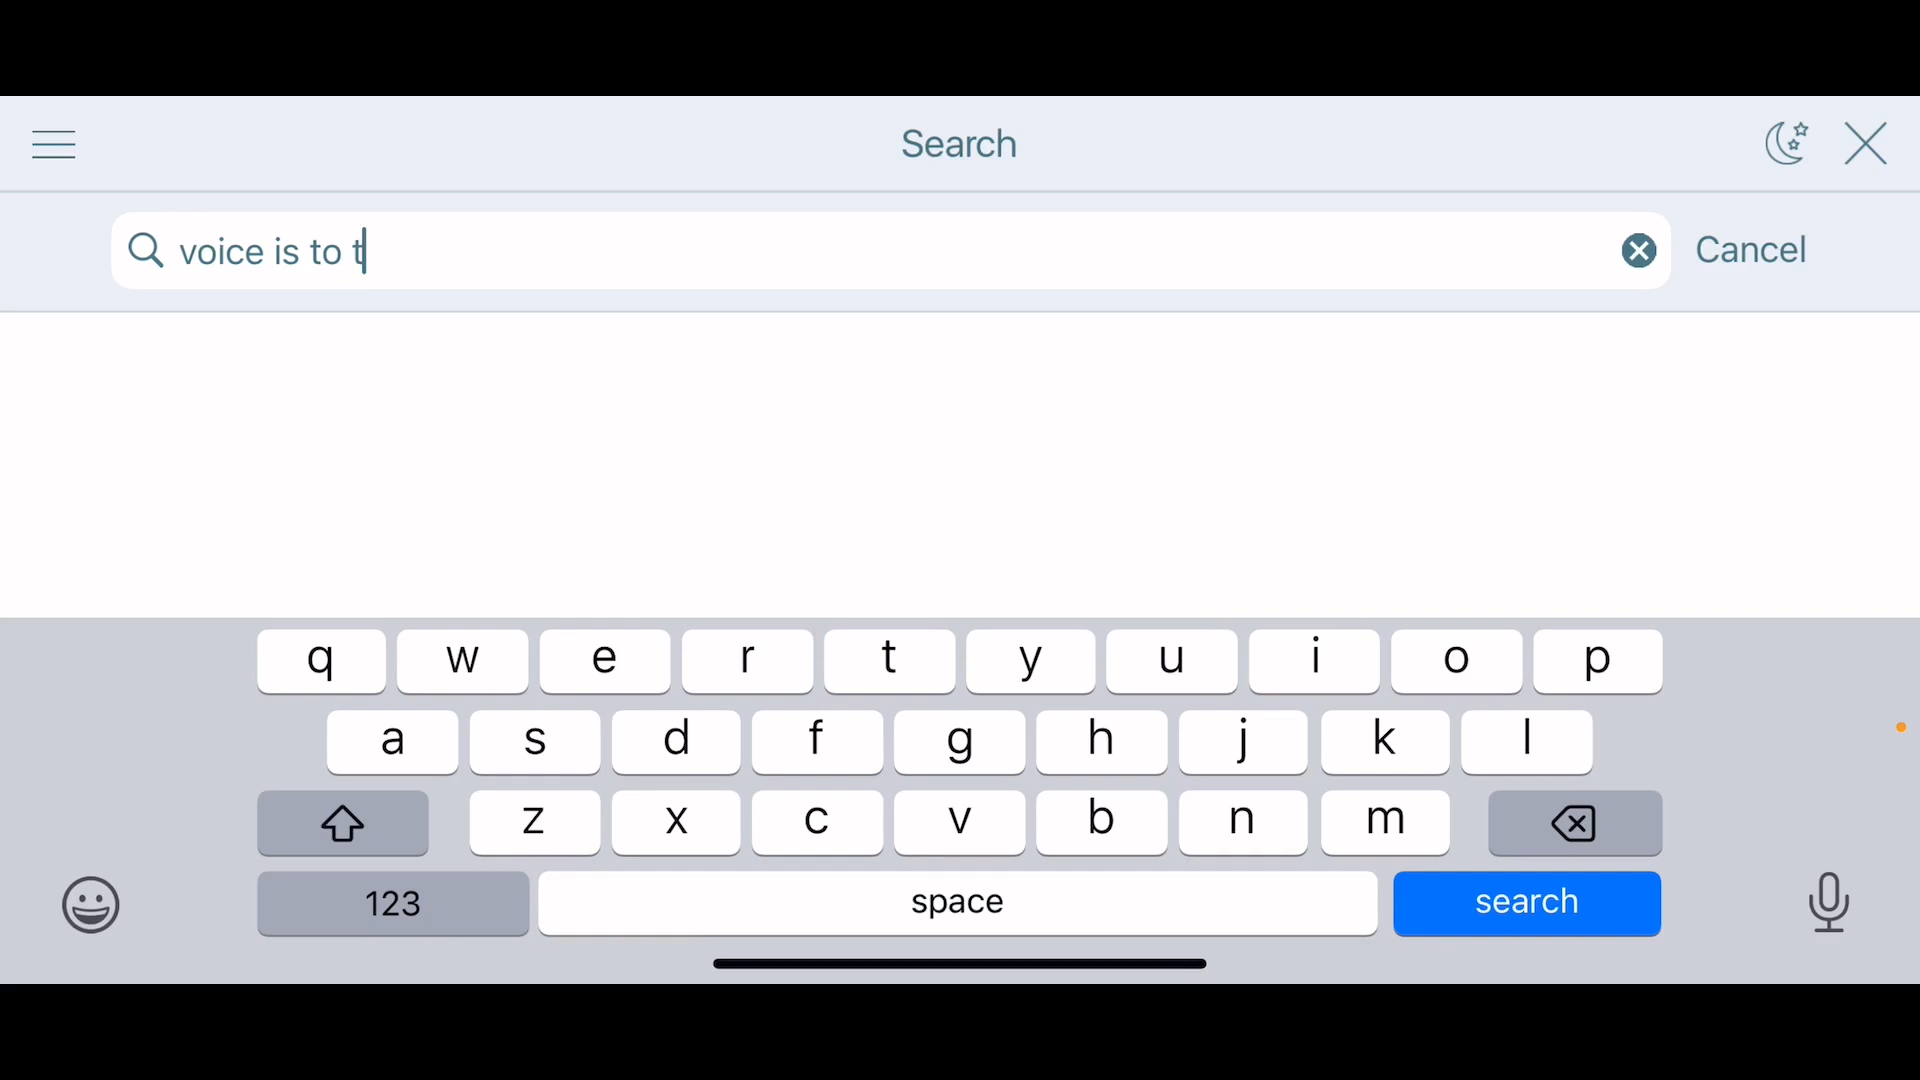 Search
voice is to t
Cancel
q w e r t y u i o p
a s d f g h j k l
z x c v b n m
123 space search